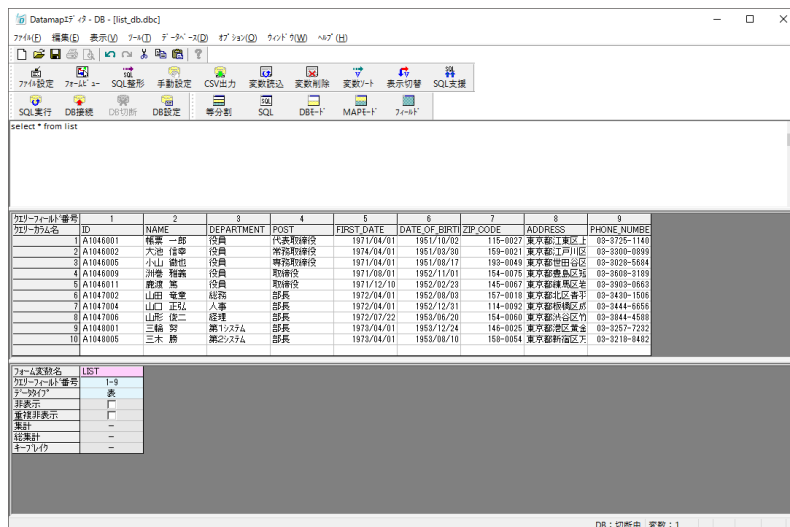 Datamapｴﾃﾞｨﾀ - DB - [list_db.dbc]
ﾌｧｲﾙ(F) 編集(E) 表示(V) ﾂｰﾙ(T) ﾃﾞｰﾀﾍﾞｰｽ(D) ｵﾌﾟｼｮﾝ(O) ｳｨﾝﾄﾞｳ(W) ﾍﾙﾌﾟ(H)
ﾌｧｲﾙ設定 ﾌｫｰﾑﾋﾞｭｰ SQL整形 手動設定 CSV出力 変数読込 変数削除 変数ｿｰﾄ 表示切替 SQL支援
SQL実行 DB接続 DB切断 DB設定 等分割 SQL DBﾓｰﾄﾞ MAPﾓｰﾄﾞ ﾌｨｰﾙﾄﾞ
select * from list
ｸｴﾘｰﾌｨｰﾙﾄﾞ番号 1 2 3 4 5 6 7 8 9
ｸｴﾘｰｶﾗﾑ名 ID NAME DEPARTMENT POST FIRST_DATE DATE_OF_BIRTI ZIP_CODE ADDRESS PHONE_NUMBE
1 A1046001 帳票 一郎 役員 代表取締役 1971/04/01 1951/10/02 115-0027 東京都江東区上 03-3725-1140
2 A1046002 大池 信幸 役員 常務取締役 1974/04/01 1951/03/30 159-0021 東京都江戸川区 03-3300-0899
3 A1046005 小山 徹也 役員 専務取締役 1971/04/01 1951/08/17 193-0049 東京都世田谷区 03-3028-5684
4 A1046009 洲巻 雅義 役員 取締役 1971/08/01 1952/11/01 154-0075 東京都豊島区 03-3608-3189
5 A1046011 鹿渡 篤 役員 取締役 1971/12/10 1952/02/23 145-0067 東京都練馬区 03-3903-0663
6 A1047002 山田 竜童 総務 部長 1972/04/01 1952/08/03 157-0018 東京都北区 03-3430-1506
7 A1047004 山口 正弘 人事 部長 1972/04/01 1952/12/31 114-0092 東京都板橋区 03-3444-6656
8 A1047006 山形 俊二 経理 部長 1972/07/22 1953/06/20 154-0060 東京都渋谷区竹 03-3844-4588
9 A1048001 三輪 努 第1ｼｽﾃﾑ 部長 1973/04/01 1953/12/24 146-0025 東京都港区黄金 03-3257-7232
10 A1048005 三木 勝 第2ｼｽﾃﾑ 部長 1973/04/01 1953/08/10 158-0054 東京都新宿区 03-3218-8482
ﾌｫｰﾑ変数名 LIST
ｸｴﾘｰﾌｨｰﾙﾄﾞ番号 1-9
ﾃﾞｰﾀﾀｲﾌﾟ 表
非表示
重複非表示
集計 －
総集計 －
ｷｰﾌﾞﾚｲｸ －
DB : 切断中 変数 : 1